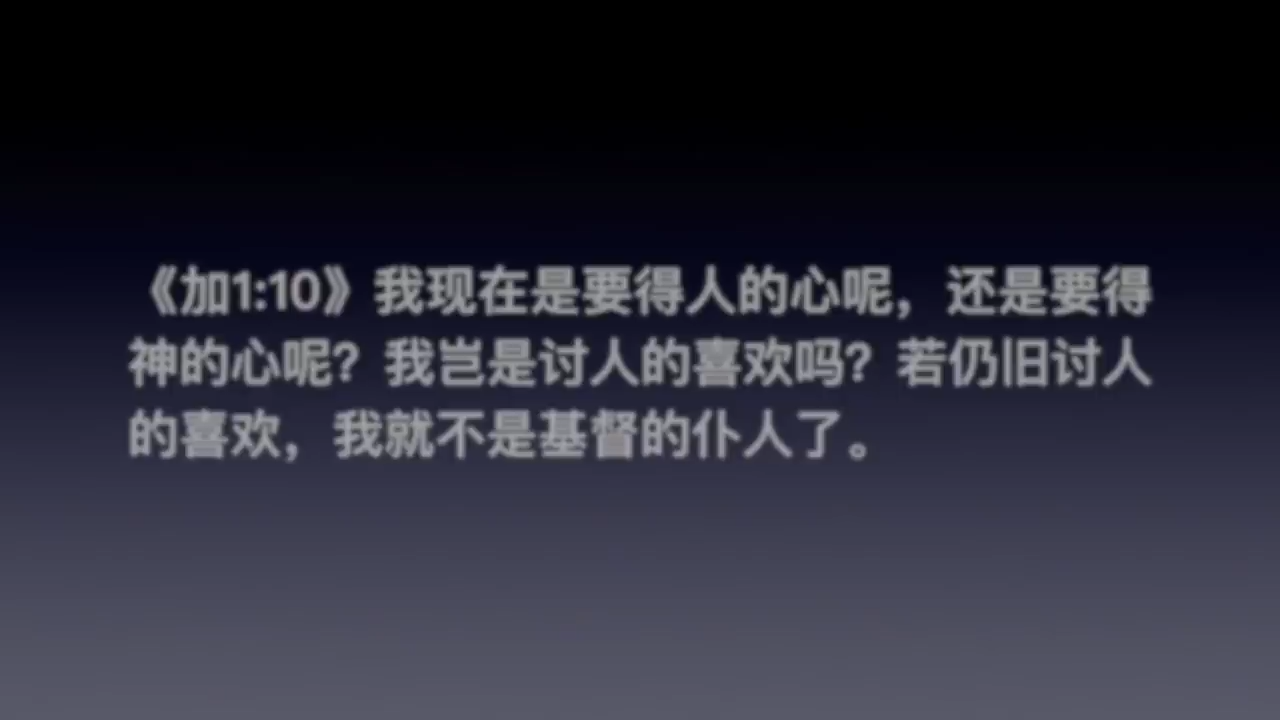 《加1:10》我现在是要得人的心呢，还是要得
神的心呢？我岂是讨人的喜欢吗？若仍旧讨人
的喜欢，我就不是基督的仆人了。